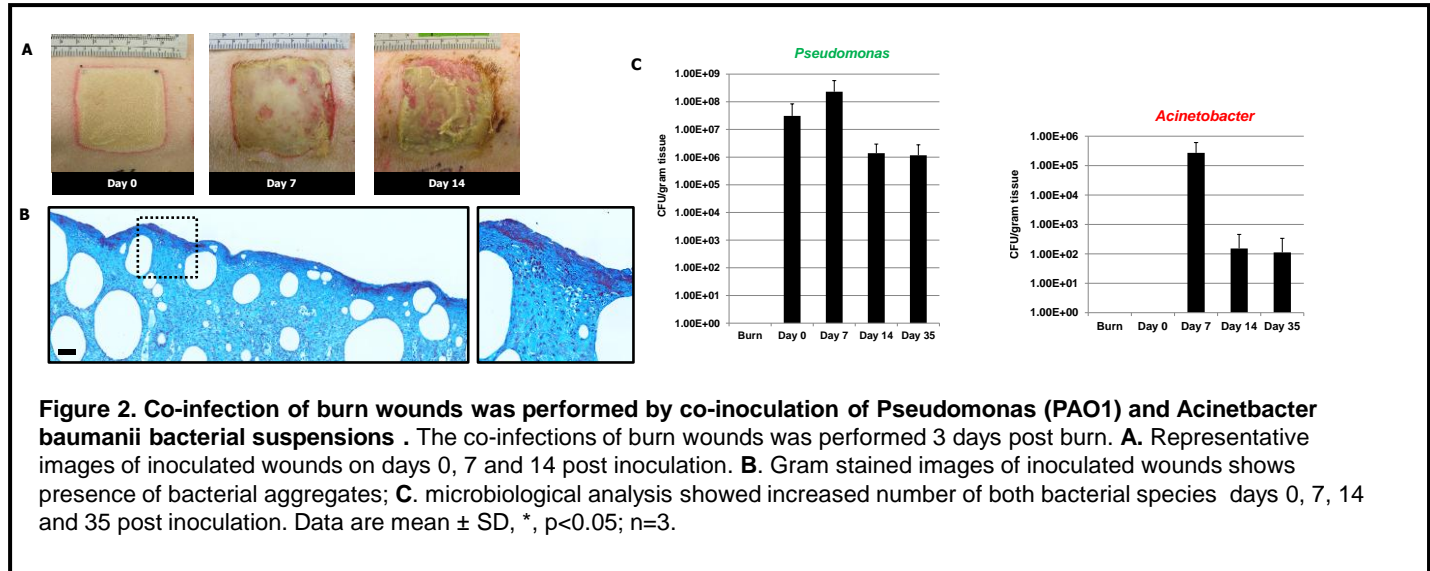 A
Day 0
Day 7
Day 14
B
C
Pseudomonas
CFU/gram tissue
1.00E+09
1.00E+08
1.00E+07
1.00E+06
1.00E+05
1.00E+04
1.00E+03
1.00E+02
1.00E+01
1.00E+00
Burn Day 0 Day 7 Day 14 Day 35
Acinetobacter
CFU/gram tissue
1.00E+06
1.00E+05
1.00E+04
1.00E+03
1.00E+02
1.00E+01
1.00E+00
Burn Day 0 Day 7 Day 14 Day 35
Figure 2. Co-infection of burn wounds was performed by co-inoculation of Pseudomonas (PAO1) and Acinetbacter
baumanii bacterial suspensions . The co-infections of burn wounds was performed 3 days post burn. A. Representative
images of inoculated wounds on days 0, 7 and 14 post inoculation. B. Gram stained images of inoculated wounds shows
presence of bacterial aggregates; C. microbiological analysis showed increased number of both bacterial species days 0, 7, 14
and 35 post inoculation. Data are mean ± SD, *, p<0.05; n=3.